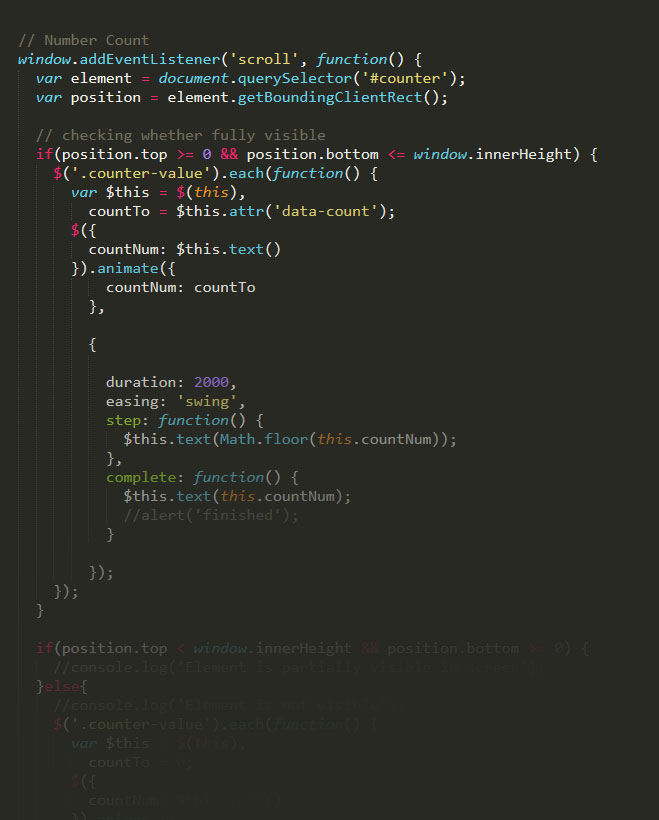 // Number Count
window.addEventListener('scroll', function() {
var element = document.querySelector('#counter');
var position = element.getBoundingClientRect();
// checking whether fully visible
if(position.top >= 0 && position.bottom <= window.innerHeight) {
$('.counter-value').each(function() {
var $this = $(this),
countTo = $this.attr('data-count');
$({
countNum: $this.text()
}).animate({
countNum: countTo
},
{
duration: 2000,
easing: 'swing',
step: function() {
$this.text(Math.floor(this.countNum));
},
complete: function() {
$this.text(this.countNum);
//alert('finished');
}
});
});
}
if(position.top < window.innerHeight && position.bottom >= 0) {
//console.log('Element is partially visible in screen');
}else{
//console.log('Element is not visible');
$('.counter-value').each(function() {
var $this = $(this),
countTo = 0;
$({
countNum: $this.text()